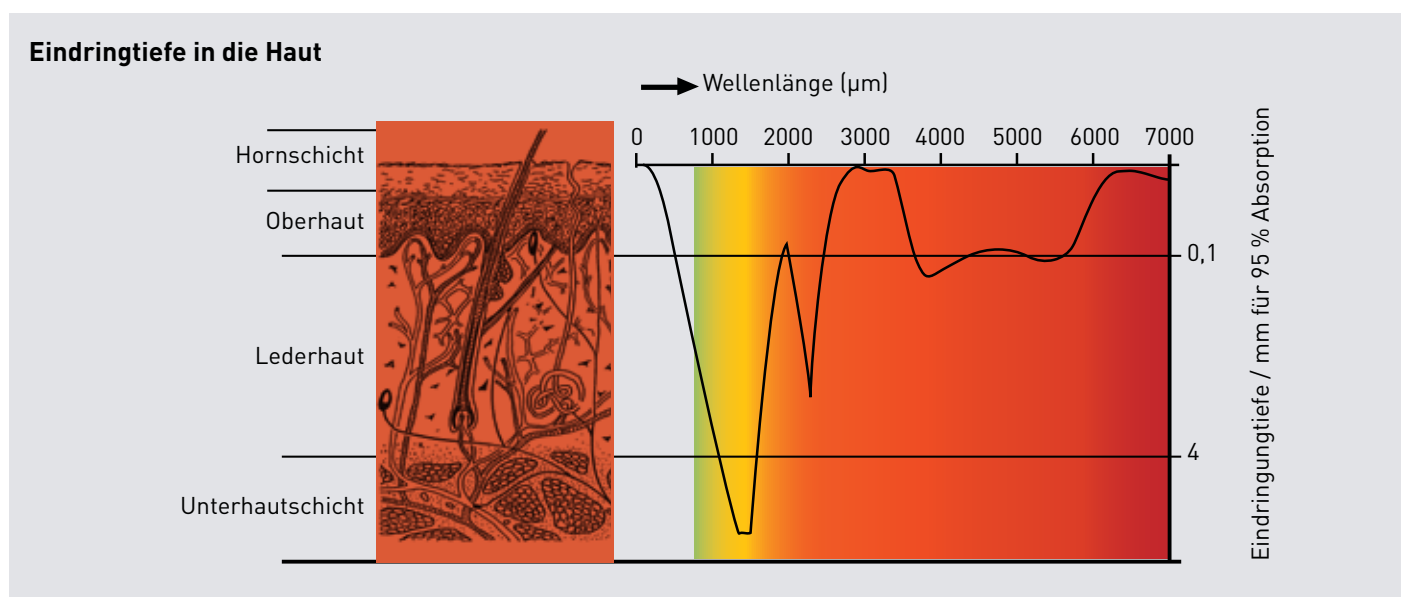 Eindringtiefe in die Haut
Wellenlänge (µm)
0 1000 2000 3000 4000 5000 6000 7000
Hornschicht
Oberhaut
0,1
Lederhaut
4
Unterhautschicht
Eindringungtiefe / mm für 95 % Absorption